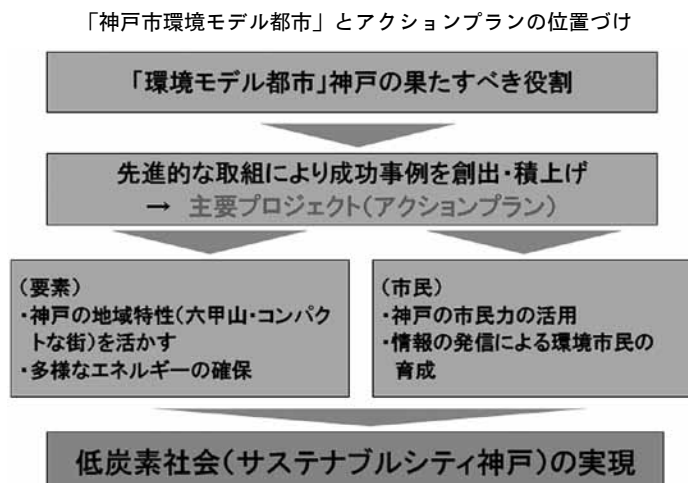 「神戸市環境モデル都市」とアクションプランの位置づけ
「環境モデル都市」神戸の果たすべき役割
先進的な取組により成功事例を創出・積上げ
→ 主要プロジェクト(アクションプラン)
(要素)
・神戸の地域特性(六甲山・コンパク
トな街)を活かす
・多様なエネルギーの確保
(市民)
・神戸の市民力の活用
・情報の発信による環境市民の
育成
低炭素社会(サステナブルシティ神戸)の実現